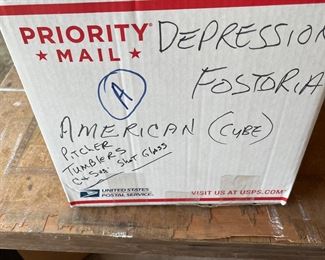 PRIORITY DEPRESSION
★ MAIL ★
A FOSTORIA
AMERICAN (CUBE)
PITCHER
TUMBLERS
C + Sug. Shot Glass
UNITED STATES
POSTAL SERVICE®
VISIT US AT USPS.COM®